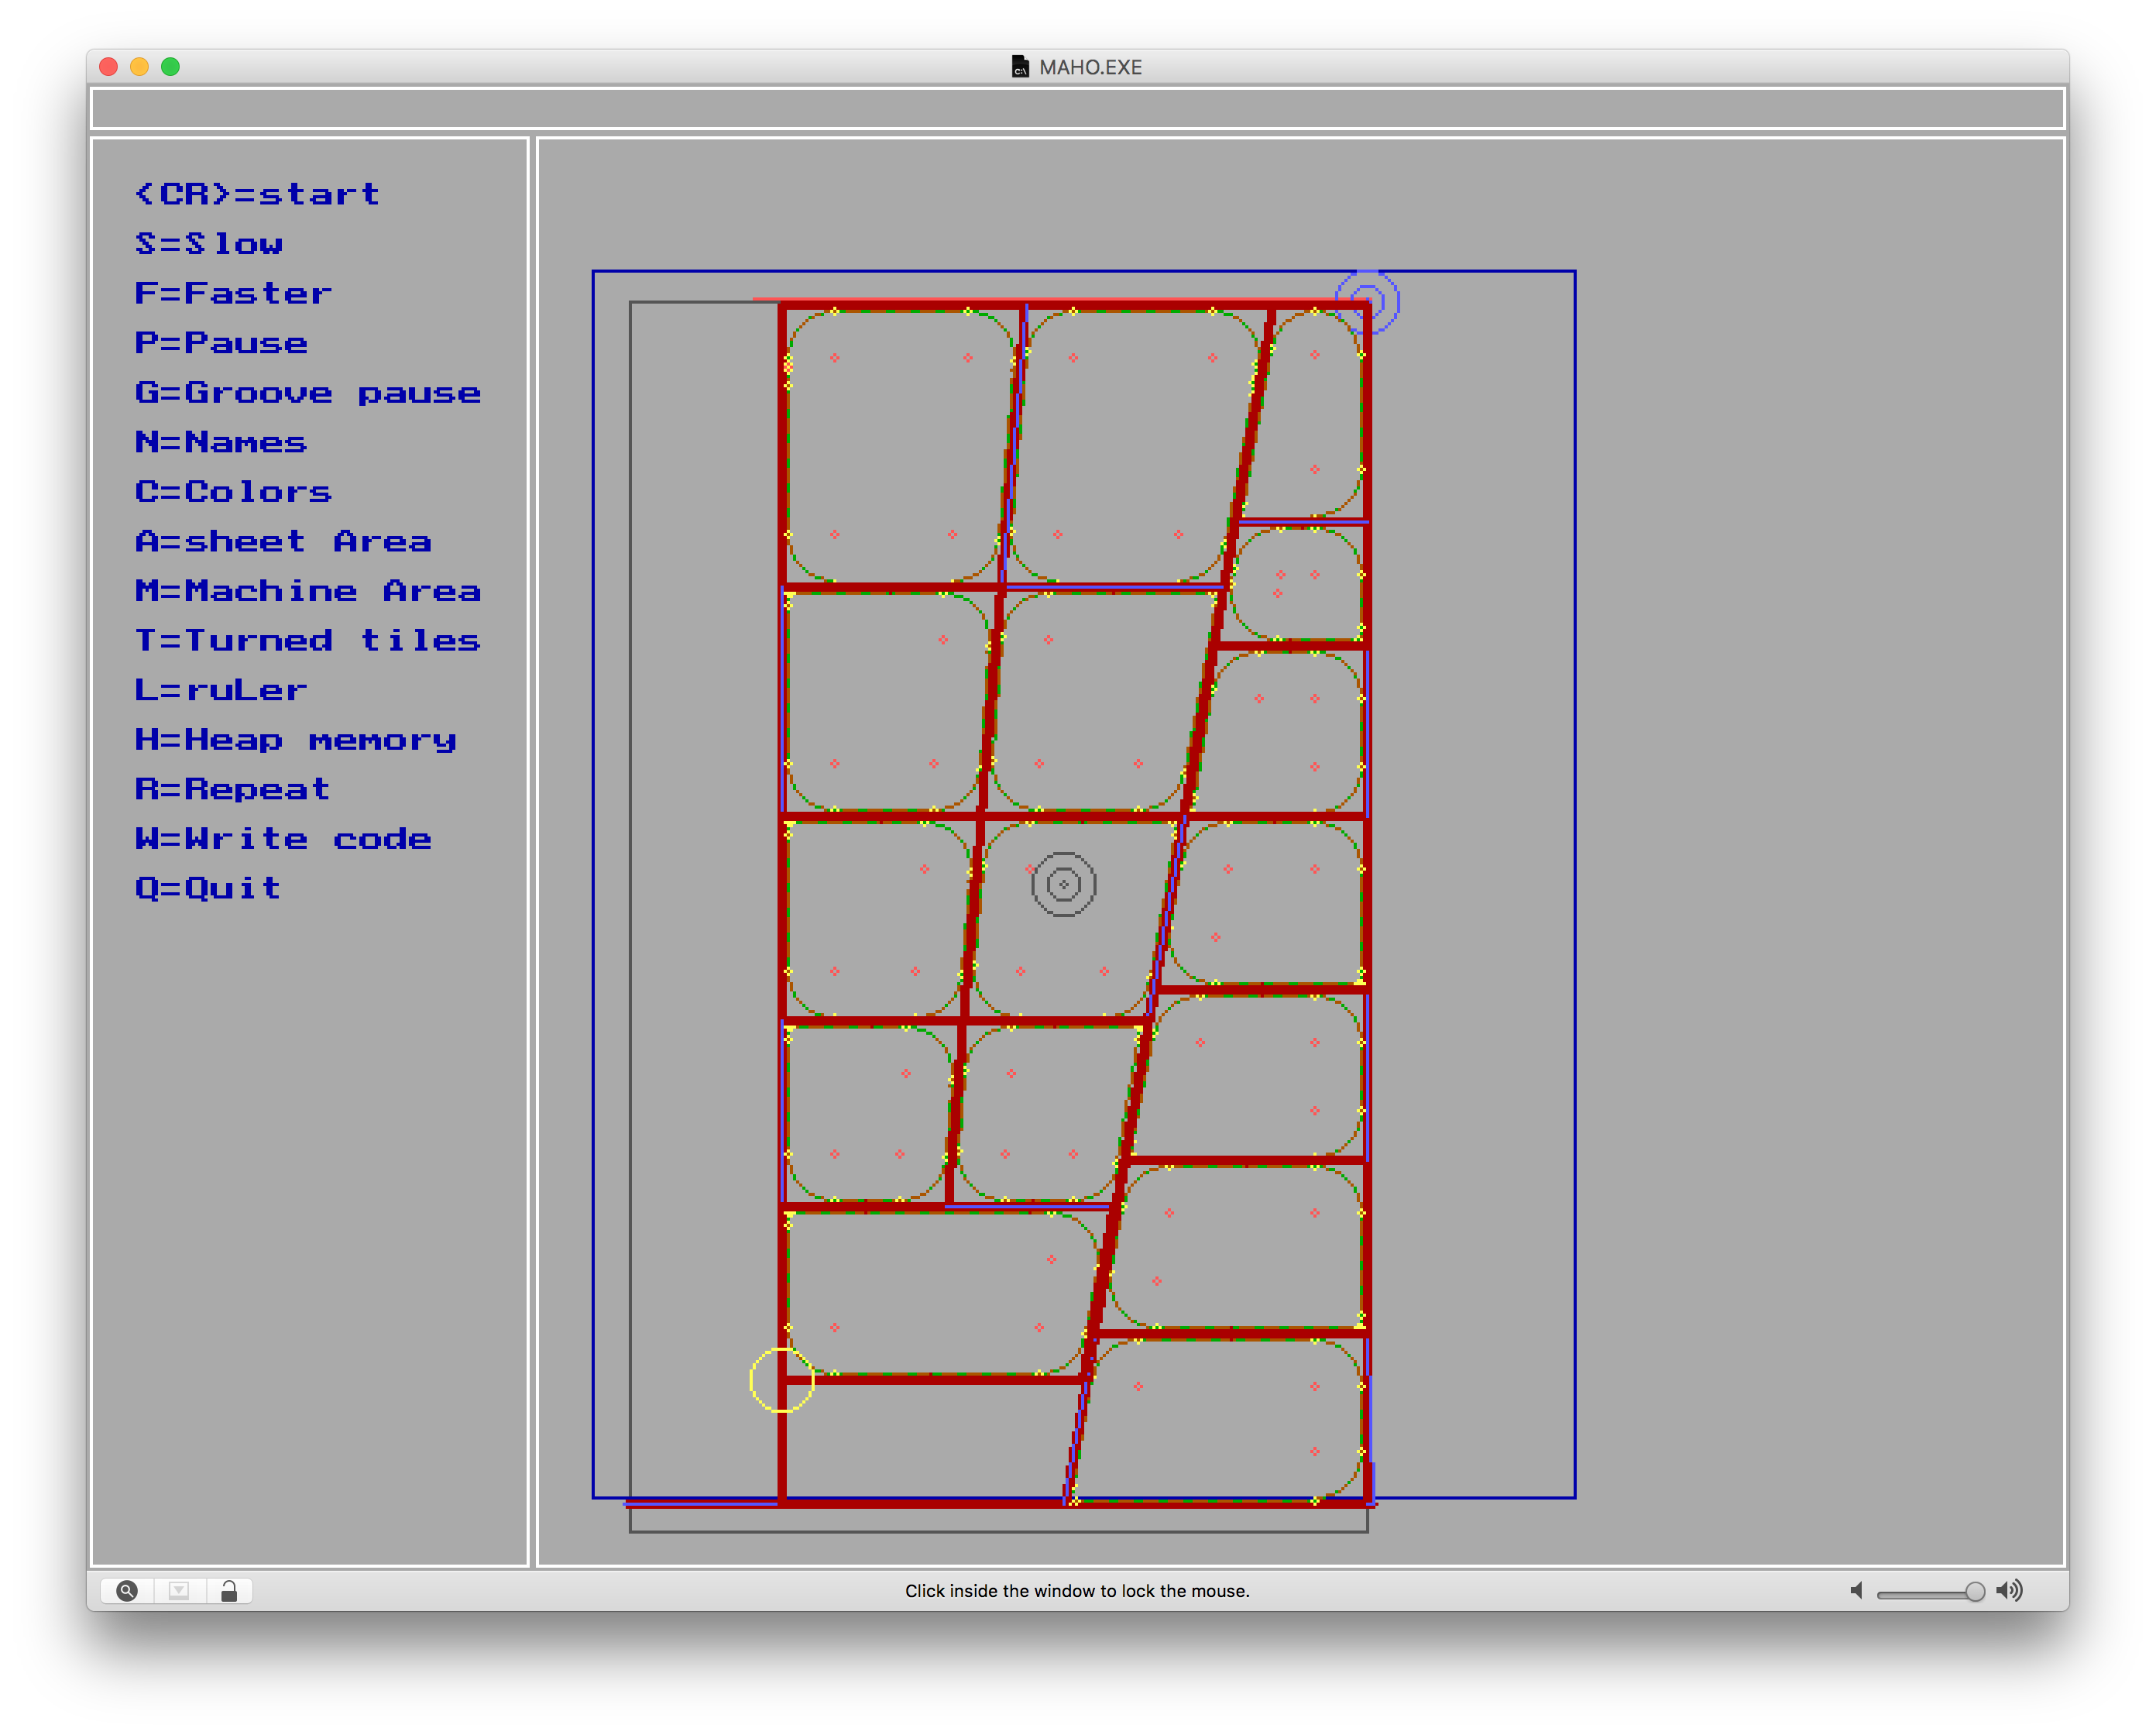 C:\ MAHO.EXE
<CR>=start
S=Slow
F=Faster
P=Pause
G=Groove pause
N=Names
C=Colors
A=sheet Area
M=Machine Area
T=Turned tiles
L=ruLer
H=Heap memory
R=Repeat
W=Write code
Q=Quit
Click inside the window to lock the mouse.